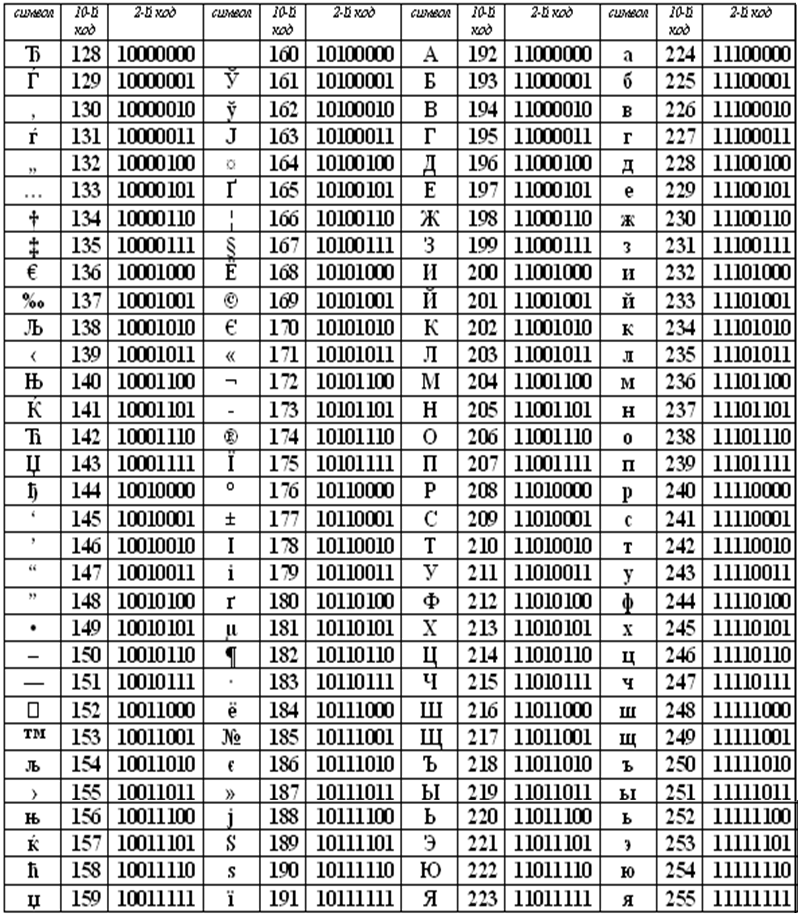 символ 10-й код 2-й код символ 10-й код 2-й код символ 10-й код 2-й код символ 10-й код 2-й код
Ђ 128 10000000 160 10100000 А 192 11000000 а 224 11100000
Ѓ 129 10000001 Ў 161 10100001 Б 193 11000001 б 225 11100001
‚ 130 10000010 ў 162 10100010 В 194 11000010 в 226 11100010
ѓ 131 10000011 Ј 163 10100011 Г 195 11000011 г 227 11100011
„ 132 10000100 ¤ 164 10100100 Д 196 11000100 д 228 11100100
… 133 10000101 Ґ 165 10100101 Е 197 11000101 е 229 11100101
† 134 10000110 ¦ 166 10100110 Ж 198 11000110 ж 230 11100110
‡ 135 10000111 § 167 10100111 З 199 11000111 з 231 11100111
€ 136 10001000 Ё 168 10101000 И 200 11001000 и 232 11101000
‰ 137 10001001 © 169 10101001 Й 201 11001001 й 233 11101001
Љ 138 10001010 Є 170 10101010 К 202 11001010 к 234 11101010
‹ 139 10001011 « 171 10101011 Л 203 11001011 л 235 11101011
Њ 140 10001100 ¬ 172 10101100 М 204 11001100 м 236 11101100
Ќ 141 10001101 - 173 10101101 Н 205 11001101 н 237 11101101
Ћ 142 10001110 ® 174 10101110 О 206 11001110 о 238 11101110
Џ 143 10001111 Ї 175 10101111 П 207 11001111 п 239 11101111
ђ 144 10010000 ° 176 10110000 Р 208 11010000 р 240 11110000
‘ 145 10010001 ± 177 10110001 С 209 11010001 с 241 11110001
’ 146 10010010 І 178 10110010 Т 210 11010010 т 242 11110010
“ 147 10010011 і 179 10110011 У 211 11010011 у 243 11110011
” 148 10010100 ґ 180 10110100 Ф 212 11010100 ф 244 11110100
• 149 10010101 µ 181 10110101 Х 213 11010101 х 245 11110101
– 150 10010110 ¶ 182 10110110 Ц 214 11010110 ц 246 11110110
— 151 10010111 · 183 10110111 Ч 215 11010111 ч 247 11110111
□ 152 10011000 ё 184 10111000 Ш 216 11011000 ш 248 11111000
™ 153 10011001 № 185 10111001 Щ 217 11011001 щ 249 11111001
љ 154 10011010 є 186 10111010 Ъ 218 11011010 ъ 250 11111010
› 155 10011011 » 187 10111011 Ы 219 11011011 ы 251 11111011
њ 156 10011100 ј 188 10111100 Ь 220 11011100 ь 252 11111100
ќ 157 10011101 Ѕ 189 10111101 Э 221 11011101 э 253 11111101
ћ 158 10011110 ѕ 190 10111110 Ю 222 11011110 ю 254 11111110
џ 159 10011111 ї 191 10111111 Я 223 11011111 я 255 11111111